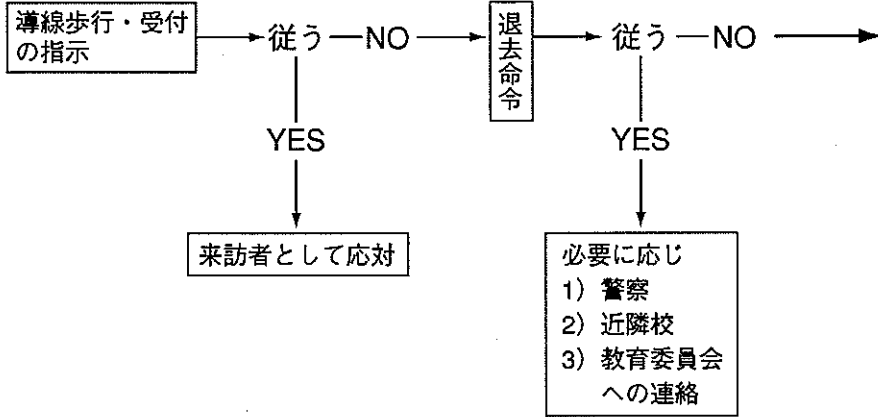 導線歩行・受付
の指示
従う
NO
退去命令
従う
NO
YES
YES
来訪者として応対
必要に応じ
1）警察
2）近隣校
3）教育委員会
への連絡